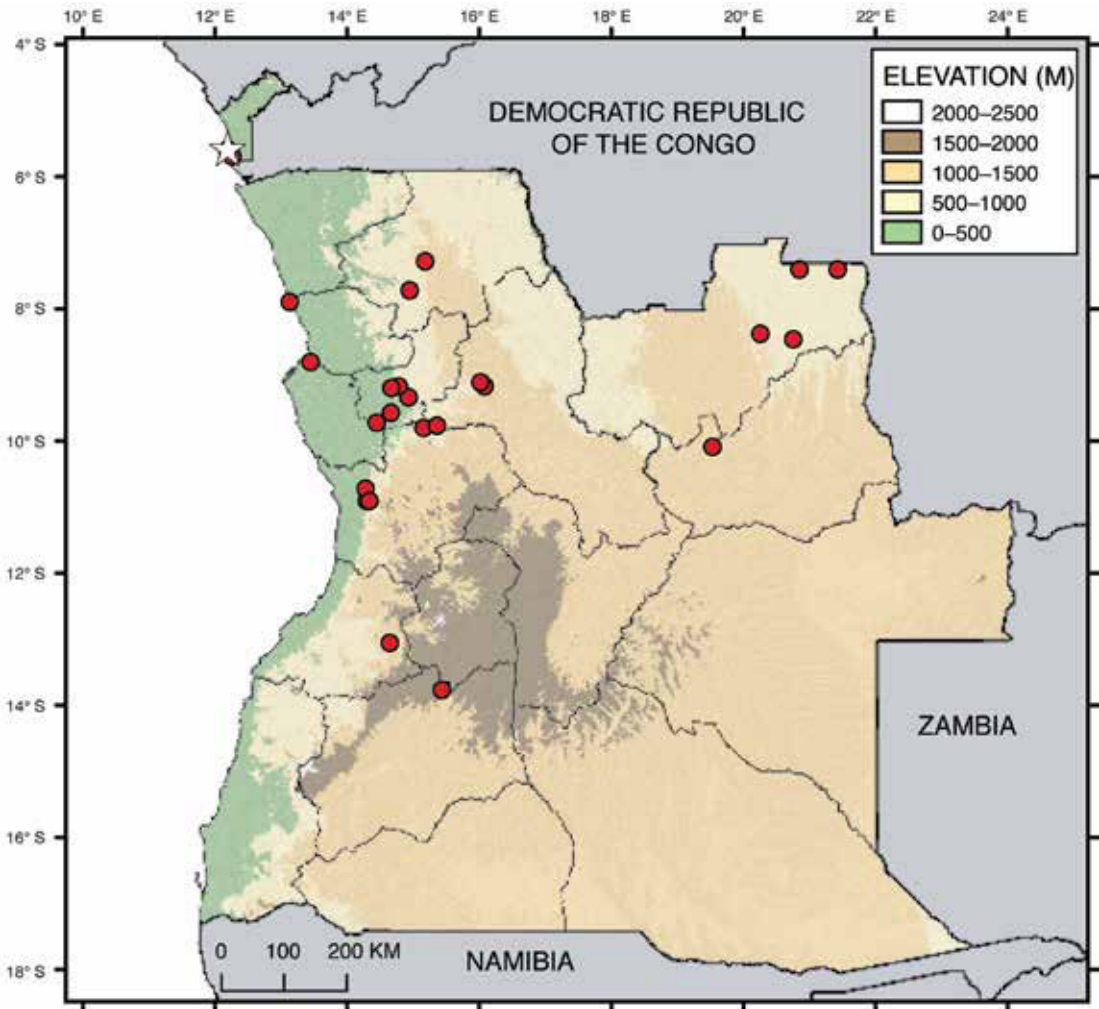 10° E 12° E 14° E 16° E 18° E 20° E 22° E 24° E
4° S
6° S
8° S
10° S
12° S
14° S
16° S
18° S
ELEVATION (M)
2000–2500
1500–2000
1000–1500
500–1000
0–500
DEMOCRATIC REPUBLIC
OF THE CONGO
ZAMBIA
NAMIBIA
0 100 200 KM